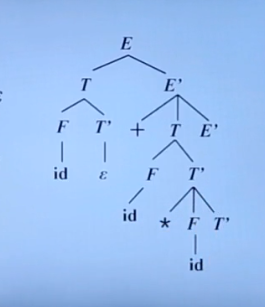 E
T E'
F T' + T E'
id ε F T'
id * F T'
id